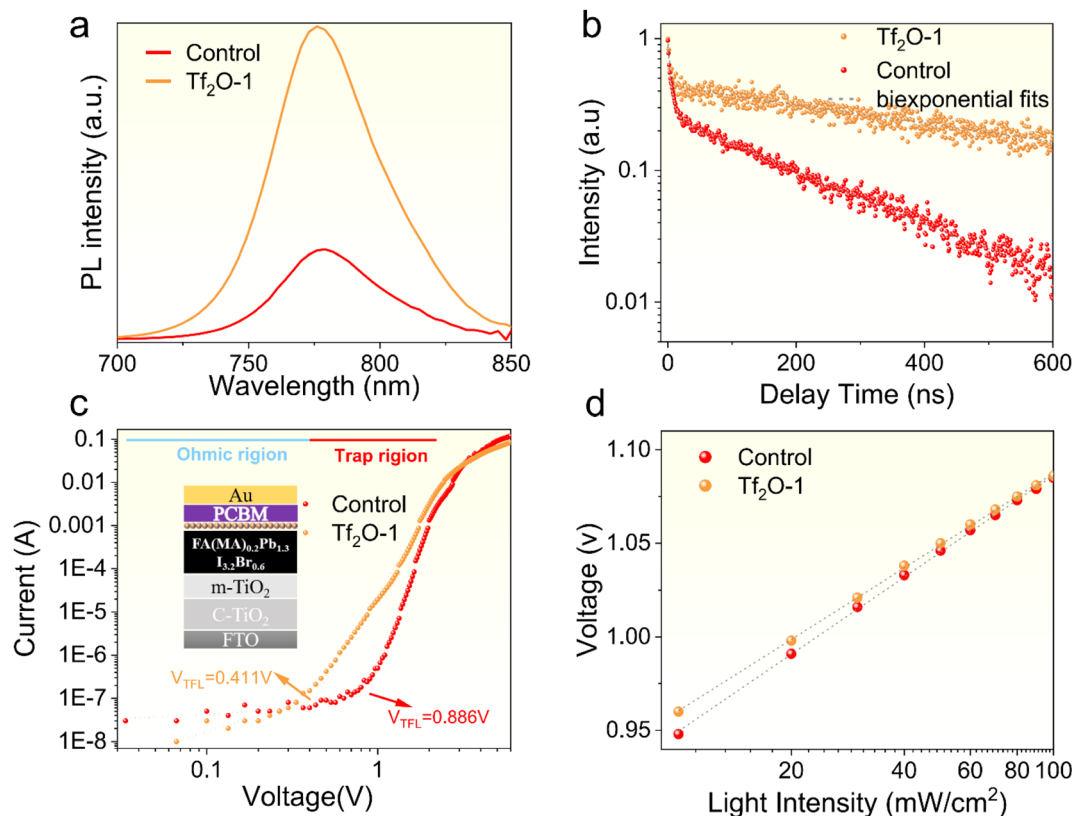 a
Control
Tf₂O-1
PL intensity (a.u.)
700
750
800
850
Wavelength (nm)
b
Tf₂O-1
Control
biexponential fits
Intensity (a.u)
1
0.1
0.01
0
200
400
600
Delay Time (ns)
c
Ohmic rigion
Trap rigion
Au
PCBM
FA(MA)₀.₂Pb₁.₃
I₃.₂Br₀.₆
m-TiO₂
C-TiO₂
FTO
Control
Tf₂O-1
V_TFL=0.411V
V_TFL=0.886V
Current (A)
0.1
0.01
0.001
1E-4
1E-5
1E-6
1E-7
1E-8
0.1
1
Voltage(V)
d
Control
Tf₂O-1
Voltage (v)
1.10
1.05
1.00
0.95
20
40
60
80
100
Light Intensity (mW/cm²)